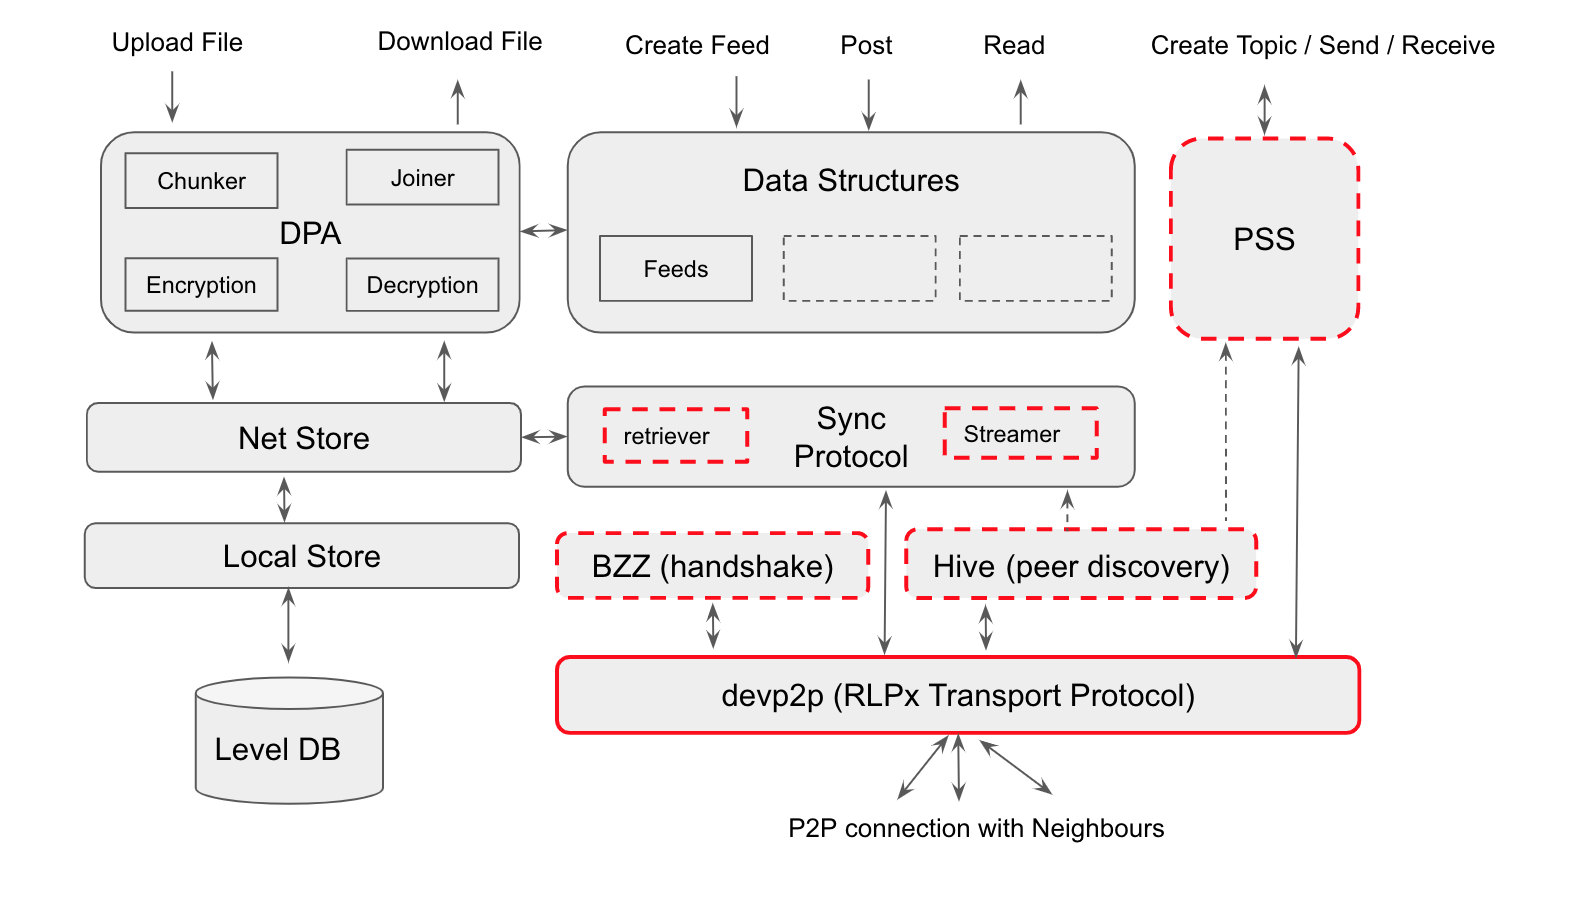 Upload File
Download File
Create Feed
Post
Read
Create Topic / Send / Receive
Chunker
Joiner
DPA
Encryption
Decryption
Data Structures
Feeds
PSS
Net Store
retriever
Sync
Protocol
Streamer
Local Store
BZZ (handshake)
Hive (peer discovery)
devp2p (RLPx Transport Protocol)
Level DB
P2P connection with Neighbours